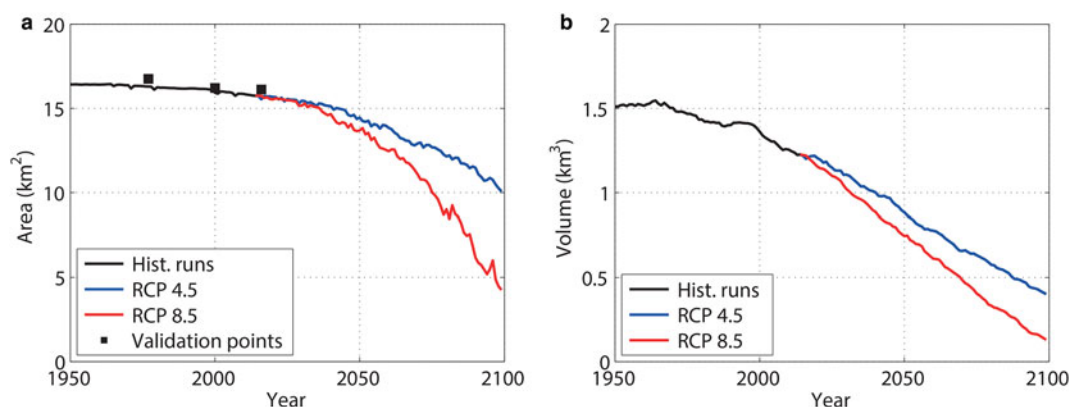 a
20
15
10
5
0
Area (km²)
Hist. runs
RCP 4.5
RCP 8.5
Validation points
1950
2000
2050
2100
Year
b
2
1.5
1
0.5
0
Volume (km³)
Hist. runs
RCP 4.5
RCP 8.5
1950
2000
2050
2100
Year